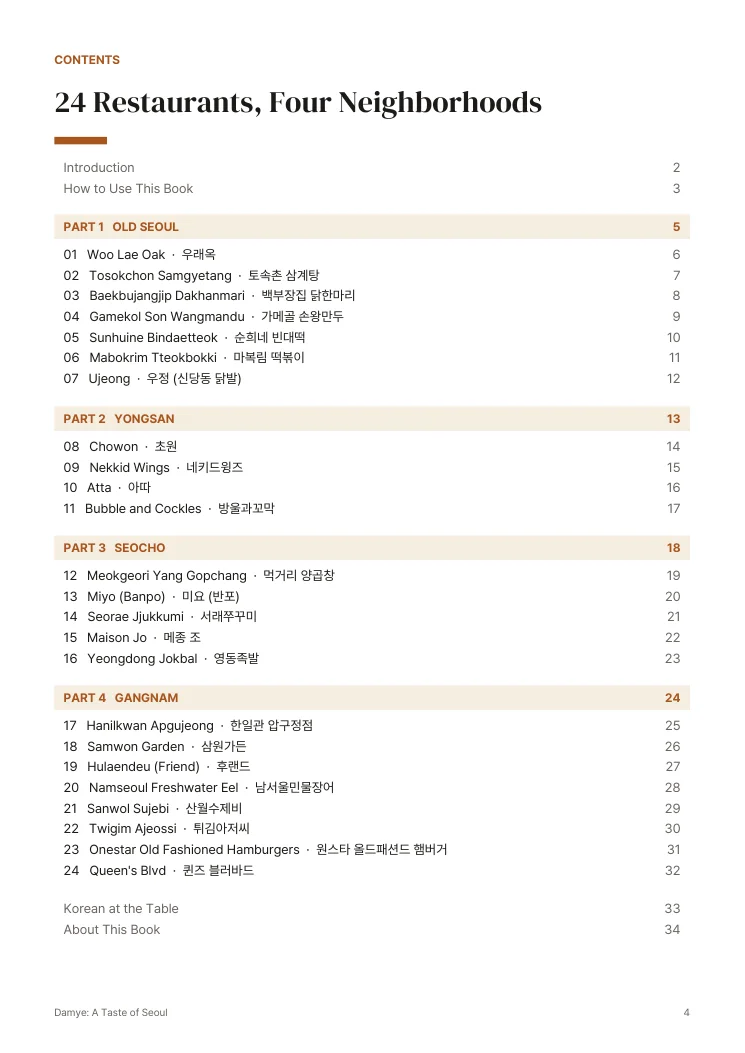 CONTENTS
24 Restaurants, Four Neighborhoods
Introduction 2
How to Use This Book 3
PART 1 OLD SEOUL 5
01 Woo Lae Oak · 우래옥 6
02 Tosokchon Samgyetang · 토속촌 삼계탕 7
03 Baekbujangjip Dakhanmari · 백부장집 닭한마리 8
04 Gamekol Son Wangmandu · 가메골 손왕만두 9
05 Sunhuine Bindaetteok · 순희네 빈대떡 10
06 Mabokrim Tteokbokki · 마복림 떡볶이 11
07 Ujeong · 우정 (신당동 닭발) 12
PART 2 YONGSAN 13
08 Chowon · 초원 14
09 Nekkid Wings · 네키드윙즈 15
10 Atta · 아따 16
11 Bubble and Cockles · 방울과꼬막 17
PART 3 SEOCHO 18
12 Meokgeori Yang Gopchang · 먹거리 양곱창 19
13 Miyo (Banpo) · 미요 (반포) 20
14 Seorae Jjukkumi · 서래쭈꾸미 21
15 Maison Jo · 메종 조 22
16 Yeongdong Jokbal · 영동족발 23
PART 4 GANGNAM 24
17 Hanilkwan Apgujeong · 한일관 압구정점 25
18 Samwon Garden · 삼원가든 26
19 Hulaendeu (Friend) · 후랜드 27
20 Namseoul Freshwater Eel · 남서울민물장어 28
21 Sanwol Sujebi · 산월수제비 29
22 Twigim Ajeossi · 튀김아저씨 30
23 Onestar Old Fashioned Hamburgers · 원스타 올드패션드 햄버거 31
24 Queen's Blvd · 퀸즈 블러바드 32
Korean at the Table 33
About This Book 34
Damye: A Taste of Seoul 4